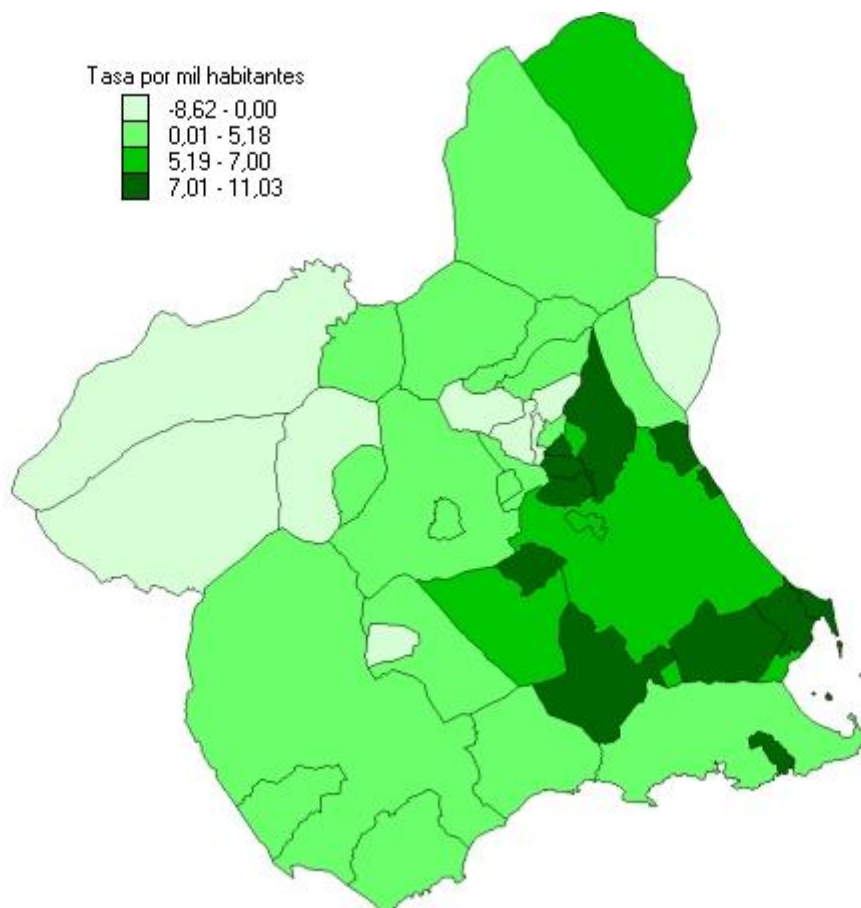 Tasa por mil habitantes
-8,62 - 0,00
0,01 - 5,18
5,19 - 7,00
7,01 - 11,03